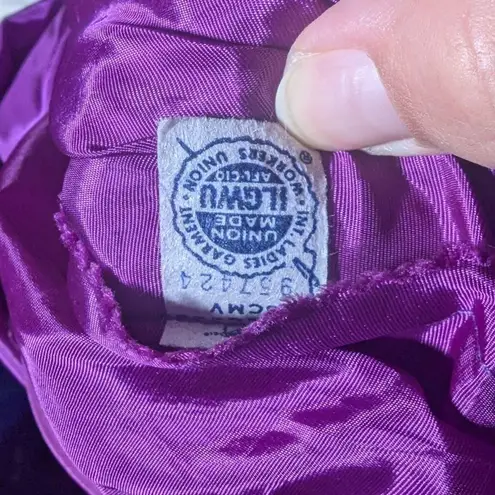 INT'L LADIES GARMENT WORKERS UNION ®
AFL-CIO
ILGWU
UNION
MADE
957424